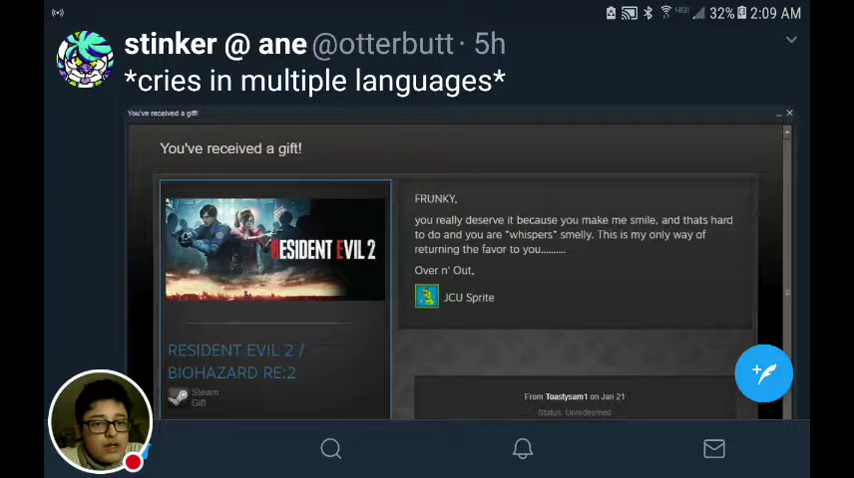 32% 2:09 AM
stinker @ ane @otterbutt · 5h
*cries in multiple languages*
You've received a gift!
You've received a gift!
RESIDENT EVIL 2
RESIDENT EVIL 2 /
BIOHAZARD RE:2
Steam
Gift
FRUNKY,
you really deserve it because you make me smile, and thats hard
to do and you are *whispers* smelly. This is my only way of
returning the favor to you..........
Over n' Out,
JCU Sprite
From Toastysam1 on Jan 21
Status: Unredeemed